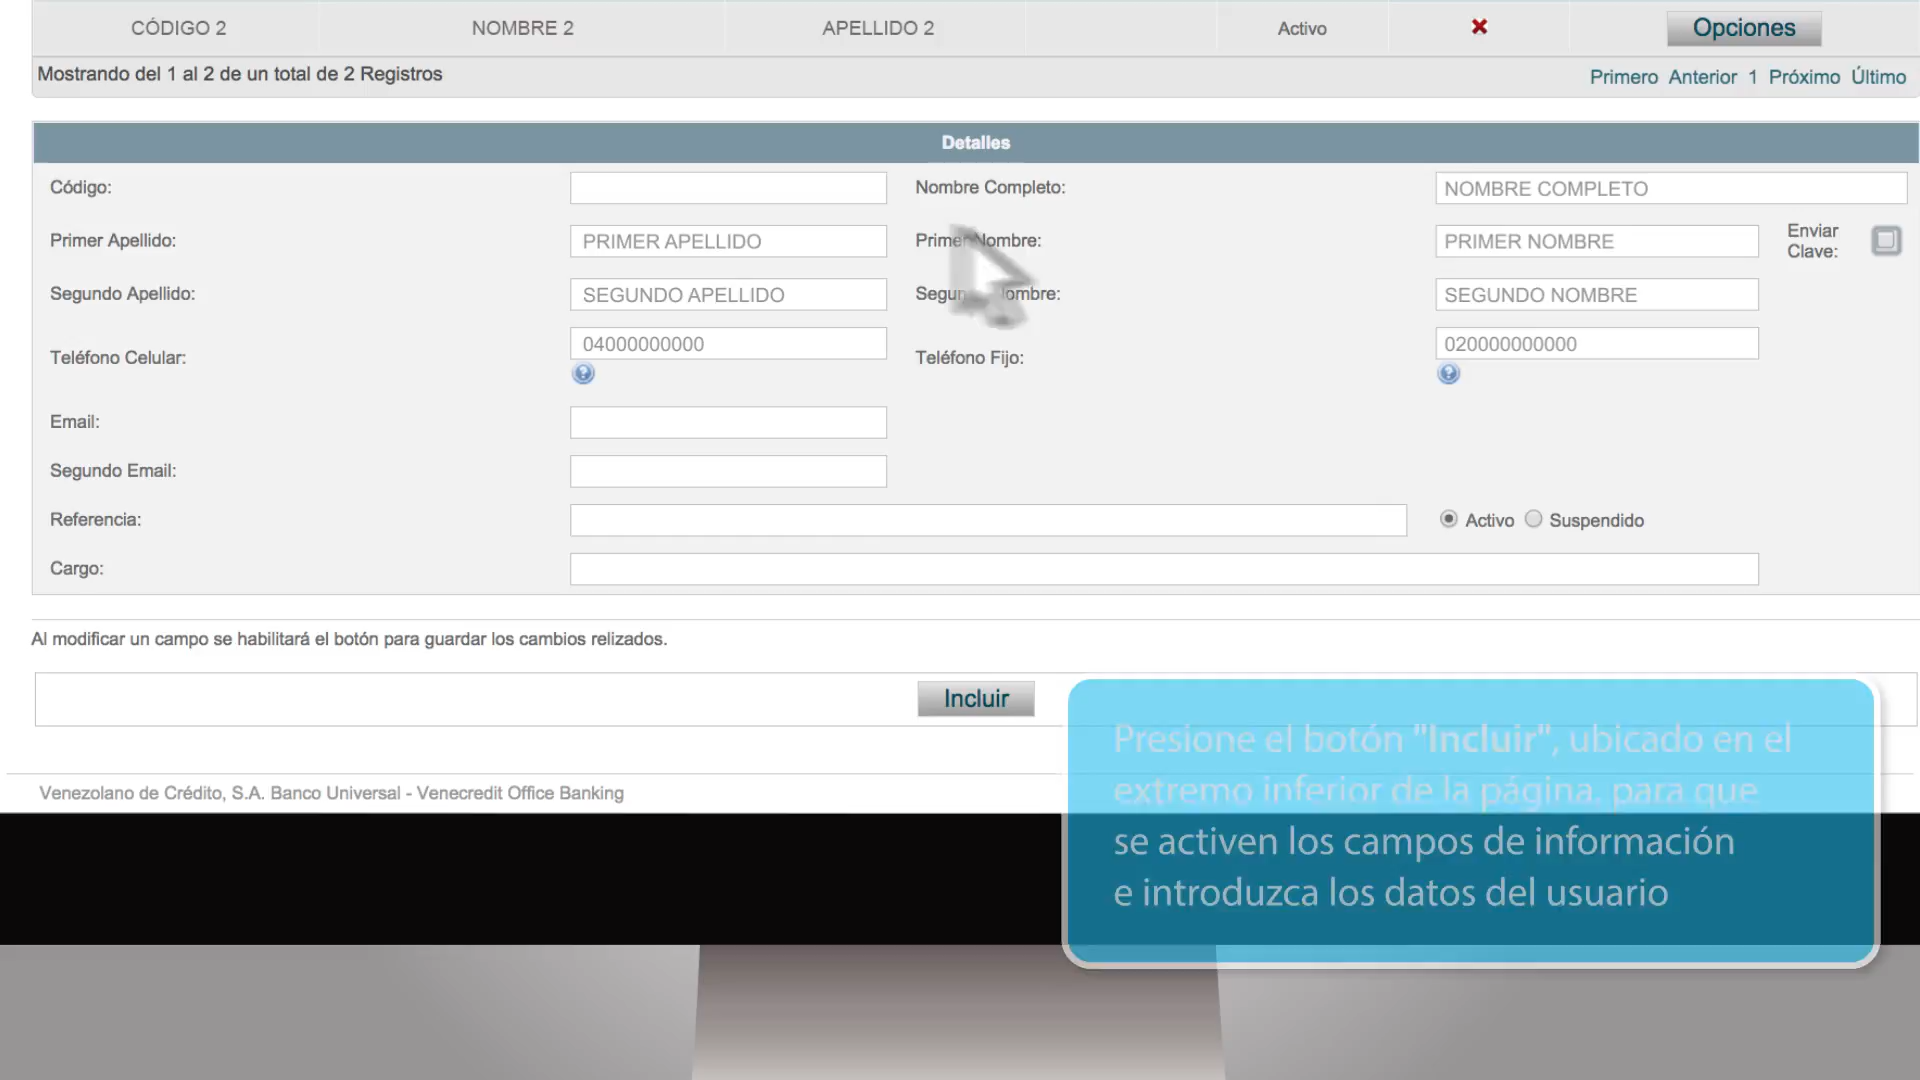 CÓDIGO 2 NOMBRE 2 APELLIDO 2 Activo Opciones
Mostrando del 1 al 2 de un total de 2 Registros Primero Anterior 1 Próximo Último
Detalles
Código: Nombre Completo: NOMBRE COMPLETO
Primer Apellido: PRIMER APELLIDO Primer Nombre: PRIMER NOMBRE Enviar
Clave:
Segundo Apellido: SEGUNDO APELLIDO Segundo Nombre: SEGUNDO NOMBRE
Teléfono Celular: 04000000000 Teléfono Fijo: 020000000000
Email:
Segundo Email:
Referencia: Activo Suspendido
Cargo:
Al modificar un campo se habilitará el botón para guardar los cambios relizados.
Incluir
Presione el botón "Incluir", ubicado en el
extremo inferior de la página, para que
se activen los campos de información
e introduzca los datos del usuario
Venezolano de Crédito, S.A. Banco Universal - Venecredit Office Banking